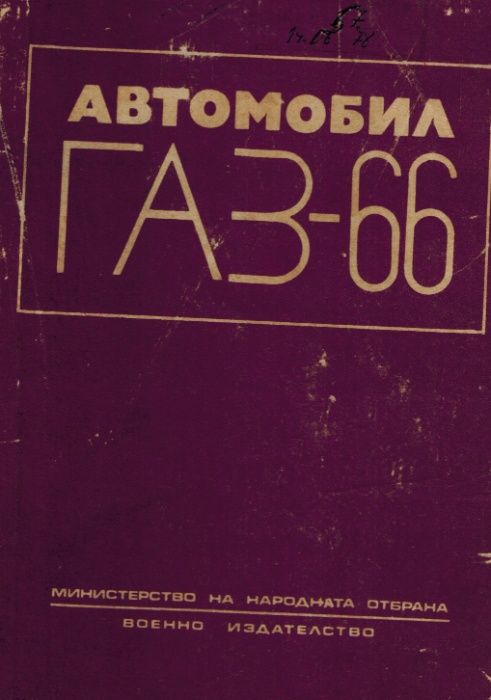 АВТОМОБИЛ
ГАЗ-66
МИНИСТЕРСТВО НА НАРОДНАТА ОТБРАНА
ВОЕННО ИЗДАТЕЛСТВО